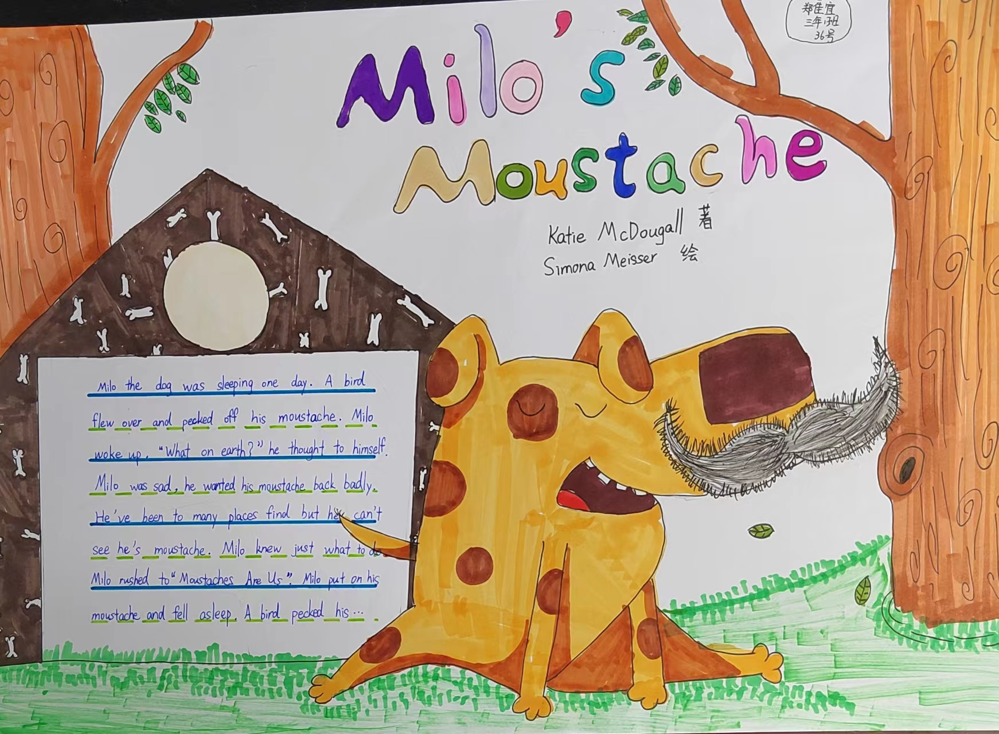 郑佳宜
三年1班
36号
Milo's
Moustache
Katie McDougall 著
Simona Meisser 绘
Milo the dog was sleeping one day. A bird
flew over and pecked off his moustache. Milo
woke up. "What on earth?" he thought to himself.
Milo was sad, he wanted his moustache back badly.
He've been to many places find but he can't
see he's moustache. Milo knew just what to do.
Milo rushed to "Moustaches Are Us". Milo put on his
moustache and fell asleep. A bird pecked his...